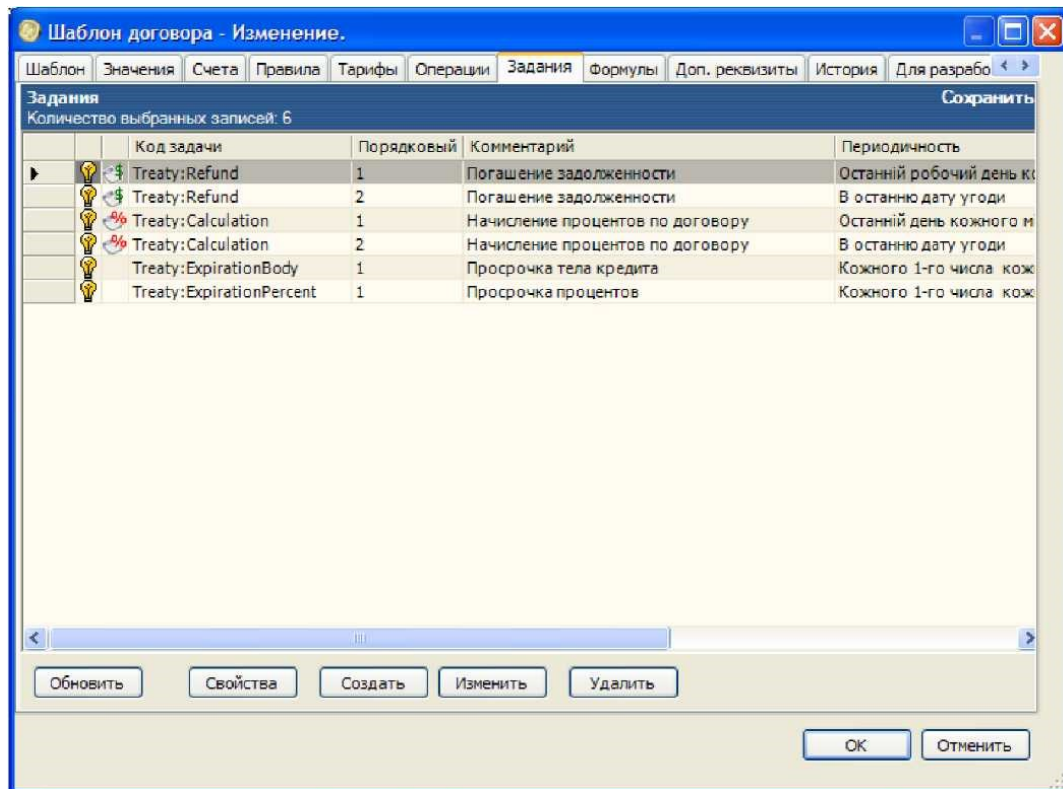 Шаблон договора - Изменение.
Шаблон Значения Счета Правила Тарифы Операции Задания Формулы Доп. реквизиты История Для разрабо
Задания Сохранить
Количество выбранных записей: 6
Код задачи Порядковый Комментарий Периодичность
Treaty:Refund 1 Погашение задолженности Останній робочий день ко
Treaty:Refund 2 Погашение задолженности В останню дату угоди
% Treaty:Calculation 1 Начисление процентов по договору Останній день кожного м
% Treaty:Calculation 2 Начисление процентов по договору В останню дату угоди
Treaty:ExpirationBody 1 Просрочка тела кредита Кожного 1-го числа кож
Treaty:ExpirationPercent 1 Просрочка процентов Кожного 1-го числа кож
Обновить Свойства Создать Изменить Удалить
ОК Отменить